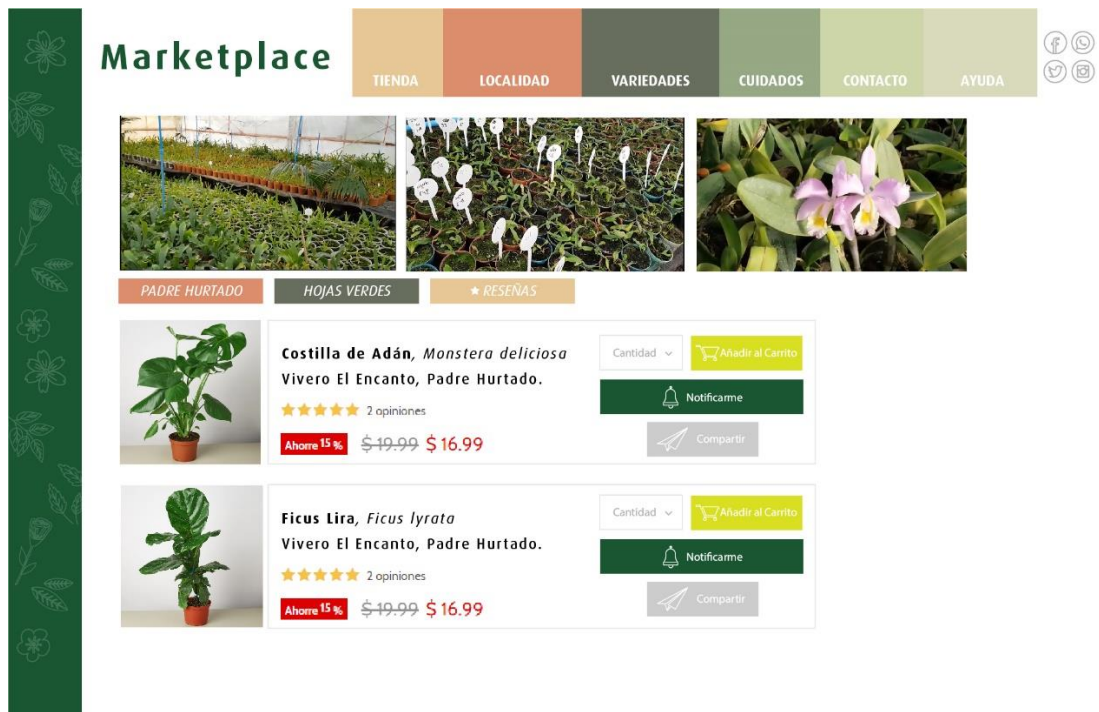 Marketplace
TIENDA
LOCALIDAD
VARIEDADES
CUIDADOS
CONTACTO
AYUDA
PADRE HURTADO
HOJAS VERDES
★ RESEÑAS
Costilla de Adán, Monstera deliciosa
Vivero El Encanto, Padre Hurtado.
2 opiniones
Ahorre 15 % $ 19.99 $ 16.99
Cantidad
Añadir al Carrito
Notificarme
Compartir
Ficus Lira, Ficus lyrata
Vivero El Encanto, Padre Hurtado.
2 opiniones
Ahorre 15 % $ 19.99 $ 16.99
Cantidad
Añadir al Carrito
Notificarme
Compartir